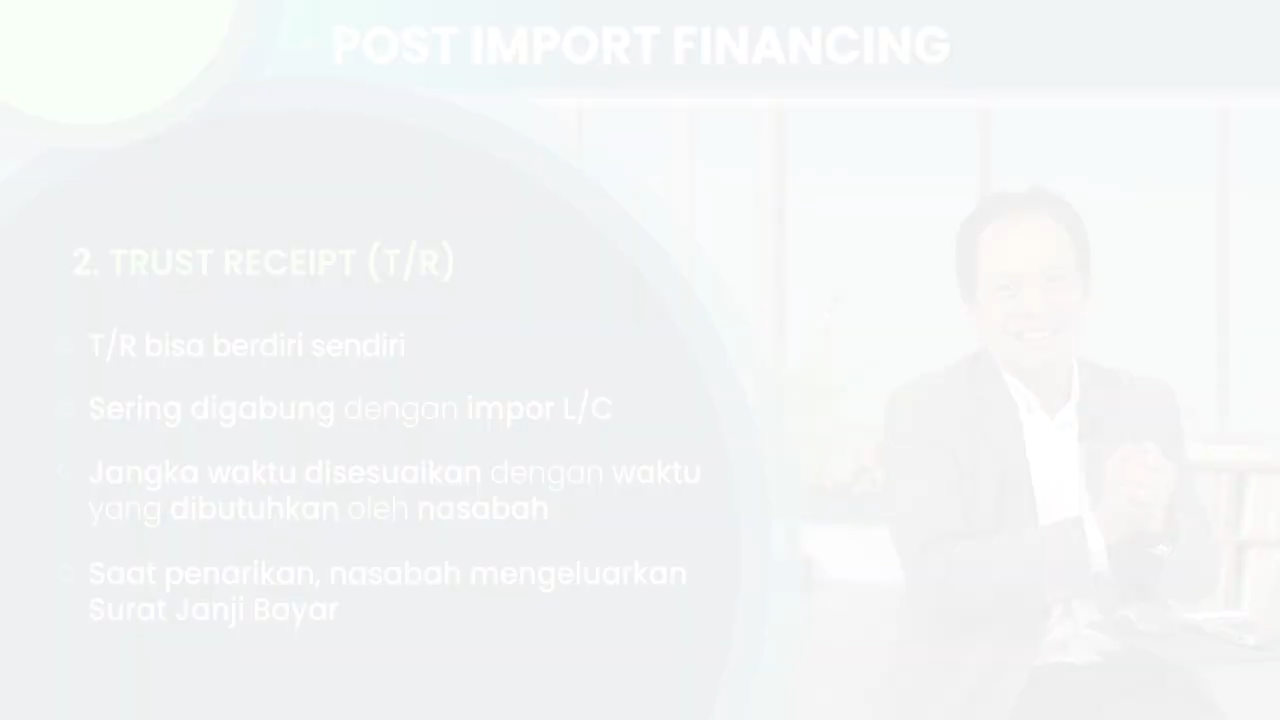 POST IMPORT FINANCING
2. TRUST RECEIPT (T/R)
T/R bisa berdiri sendiri
Sering digabung dengan impor L/C
Jangka waktu disesuaikan dengan waktu
yang dibutuhkan oleh nasabah
Saat penarikan, nasabah mengeluarkan
Surat Janji Bayar